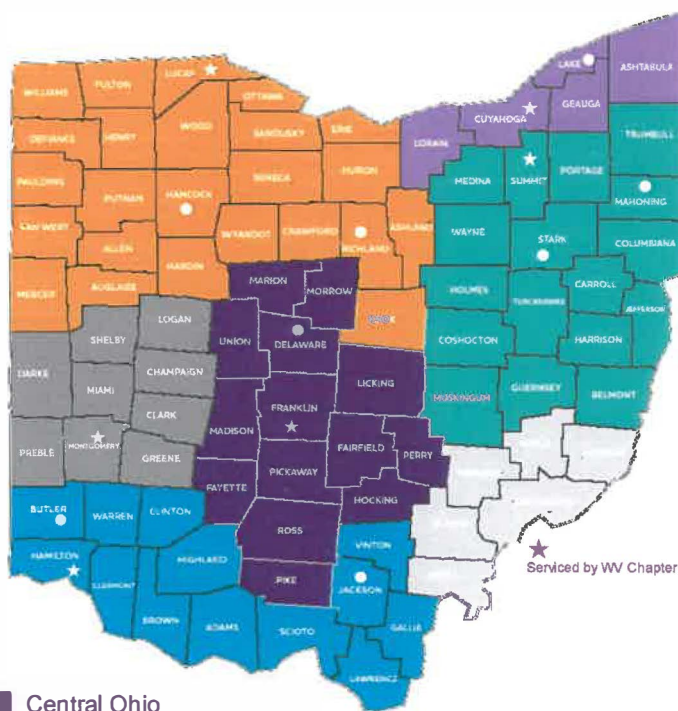 LAKE
ASHTABULA
LUCAS
WILLIAMS
FULTON
OTTAWA
GEAUGA
CUYAHOGA
WOOD
ERIE
SANDUSKY
LORAIN
TRUMBULL
DEFIANCE
HENRY
HURON
MEDINA
SUMMIT
PORTAGE
PAULDING
SENECA
PUTNAM
HANCOCK
MAHONING
VAN WERT
WYANDOT
CRAWFORD
RICHLAND
ASHLAND
WAYNE
STARK
COLUMBIANA
ALLEN
HARDIN
MERCER
AUGLAIZE
MARION
MORROW
HOLMES
CARROLL
TUSCARAWAS
JEFFERSON
LOGAN
SHELBY
UNION
DELAWARE
COSHOCTON
HARRISON
DARKE
CHAMPAIGN
LICKING
MIAMI
GUERNSEY
BELMONT
MUSKINGUM
CLARK
FRANKLIN
MADISON
PREBLE
MONTGOMERY
GREENE
FAIRFIELD
PERRY
PICKAWAY
FAYETTE
HOCKING
BUTLER
WARREN
CLINTON
ROSS
VINTON
HAMILTON
HIGHLAND
Serviced by WV Chapter
CLERMONT
PIKE
JACKSON
BROWN
ADAMS
SCIOTO
GALLIA
LAWRENCE
Central Ohio